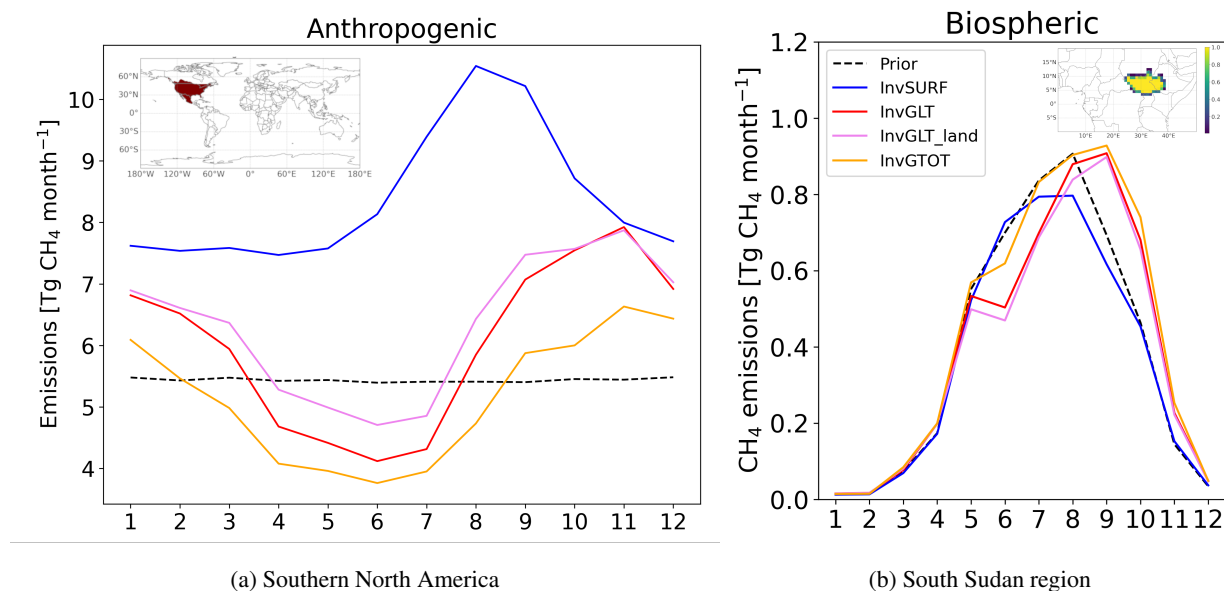 Anthropogenic
Emissions [Tg CH₄ month⁻¹]
10
9
8
7
6
5
4
60°N
30°N
0°
30°S
60°S
180°W 120°W 60°W 0° 60°E 120°E 180°E
1 2 3 4 5 6 7 8 9 10 11 12
(a) Southern North America
Biospheric
CH₄ emissions [Tg CH₄ month⁻¹]
1.2
1.0
0.8
0.6
0.4
0.2
0.0
Prior
InvSURF
InvGLT
InvGLT_land
InvGTOT
15°N
10°N
5°N
0°
5°S
10°E 20°E 30°E 40°E
1.0
0.8
0.6
0.4
0.2
1 2 3 4 5 6 7 8 9 10 11 12
(b) South Sudan region